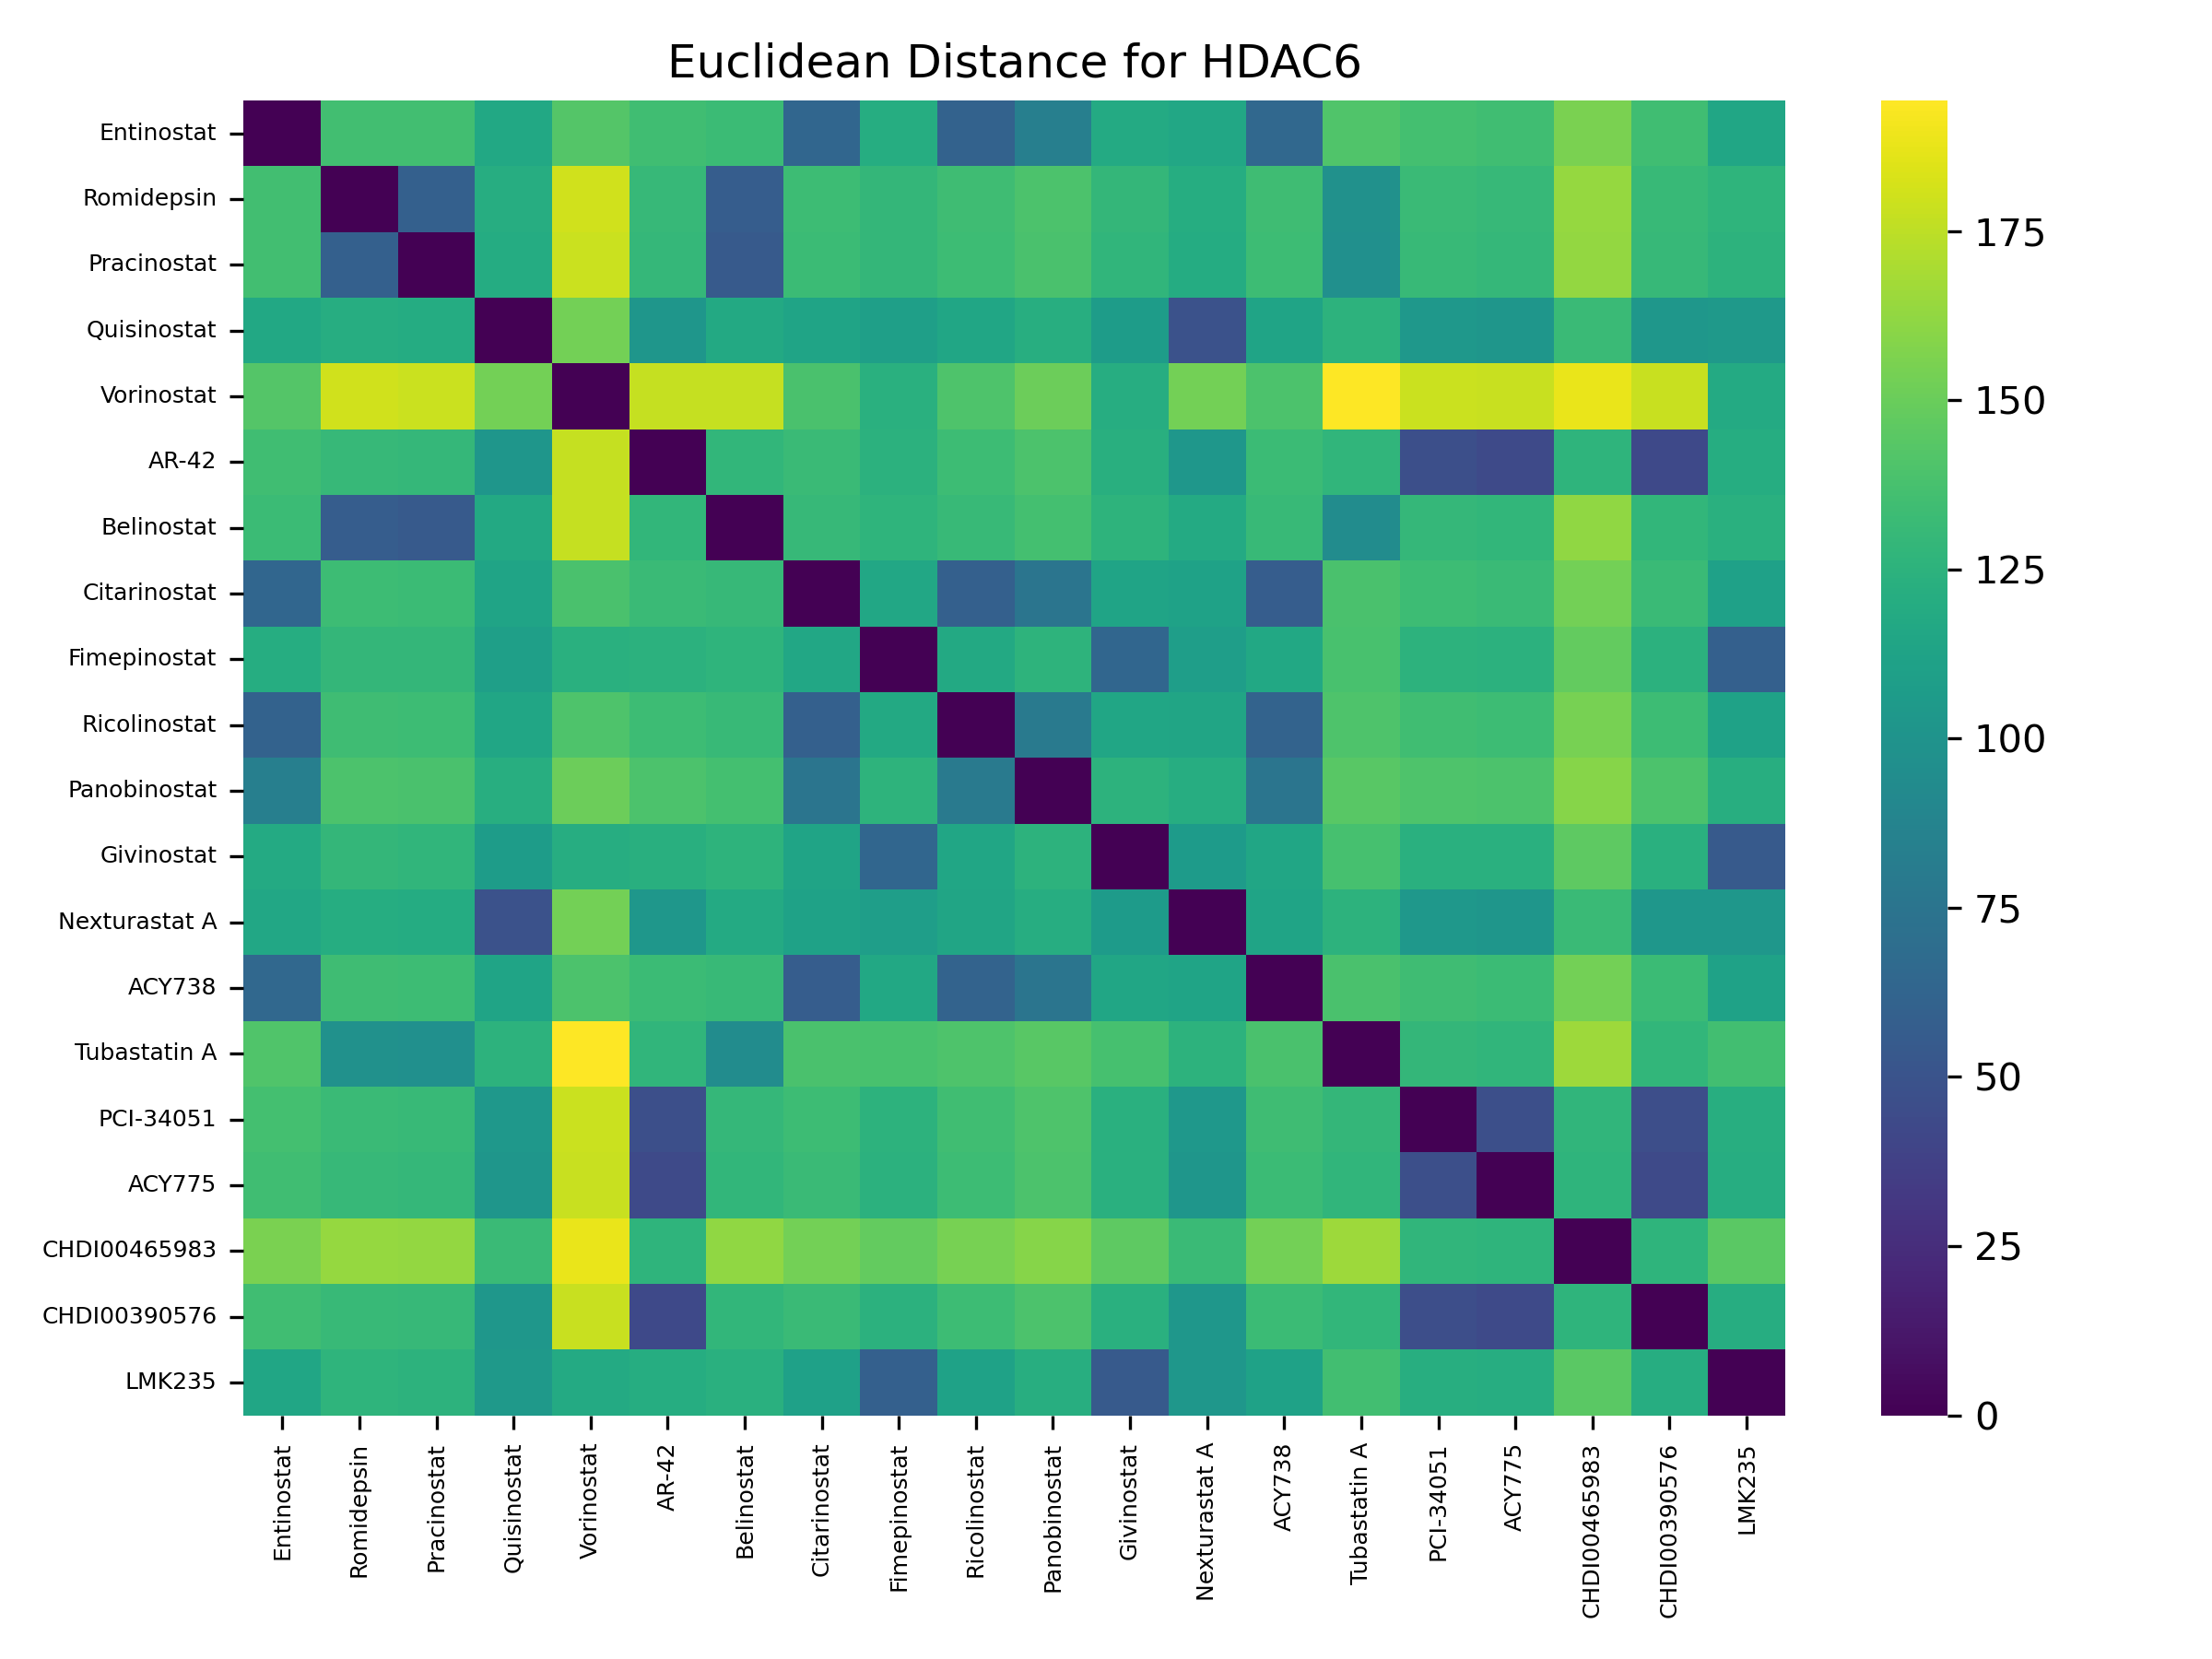 Euclidean Distance for HDAC6
Entinostat
Romidepsin
Pracinostat
Quisinostat
Vorinostat
AR-42
Belinostat
Citarinostat
Fimepinostat
Ricolinostat
Panobinostat
Givinostat
Nexturastat A
ACY738
Tubastatin A
PCI-34051
ACY775
CHDI00465983
CHDI00390576
LMK235
175
150
125
100
75
50
25
0
Entinostat
Romidepsin
Pracinostat
Quisinostat
Vorinostat
AR-42
Belinostat
Citarinostat
Fimepinostat
Ricolinostat
Panobinostat
Givinostat
Nexturastat A
ACY738
Tubastatin A
PCI-34051
ACY775
CHDI00465983
CHDI00390576
LMK235